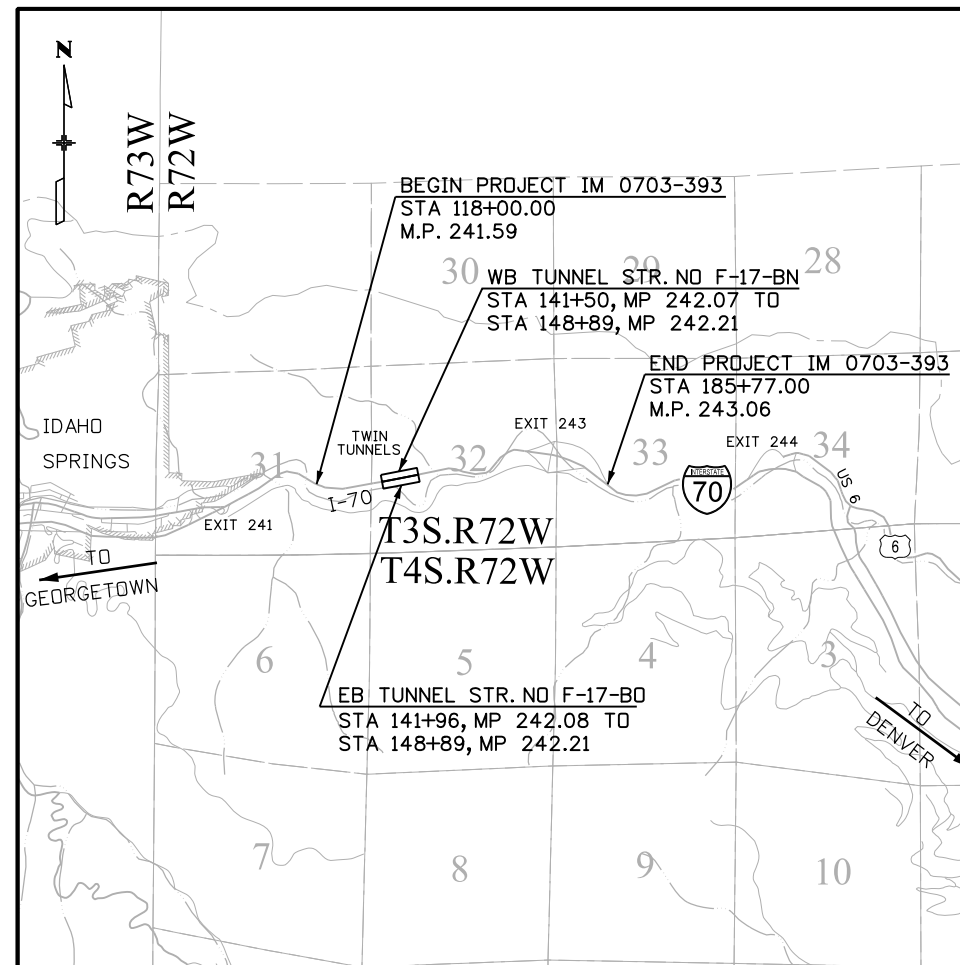 N
R73W
R72W
BEGIN PROJECT IM 0703-393
STA 118+00.00
M.P. 241.59
30
29
28
WB TUNNEL STR. NO F-17-BN
STA 141+50, MP 242.07 TO
STA 148+89, MP 242.21
END PROJECT IM 0703-393
STA 185+77.00
M.P. 243.06
IDAHO
SPRINGS
TWIN
TUNNELS
EXIT 243
EXIT 244
31
32
33
34
I-70
INTERSTATE
70
US 6
6
EXIT 241
T3S.R72W
T4S.R72W
TO
GEORGETOWN
6
5
4
3
EB TUNNEL STR. NO F-17-BO
STA 141+96, MP 242.08 TO
STA 148+89, MP 242.21
TO
DENVER
7
8
9
10